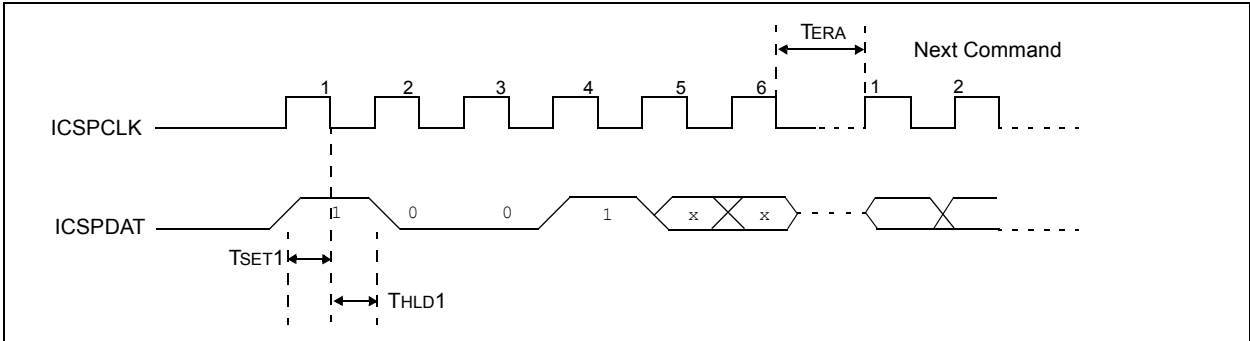 TERA
Next Command
1 2 3 4 5 6 1 2
ICSPCLK
ICSPDAT
1 0 0 1 x x
TSET1
THLD1